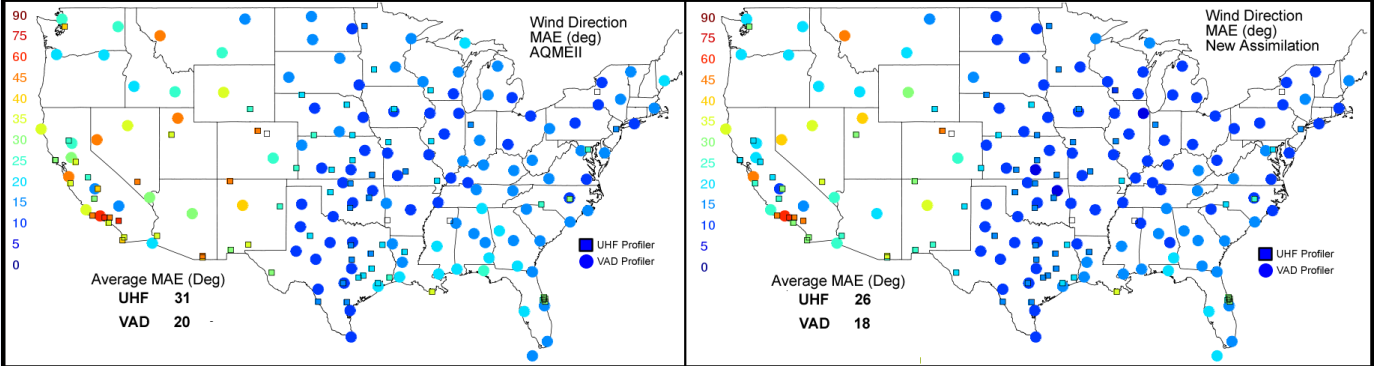 90
75
60
45
40
35
30
25
20
15
10
5
0
Wind Direction
MAE (deg)
AQMEII
UHF Profiler
VAD Profiler
Average MAE (Deg)
UHF 31
VAD 20 -
90
75
60
45
40
35
30
25
20
15
10
5
0
Wind Direction
MAE (deg)
New Assimilation
UHF Profiler
VAD Profiler
Average MAE (Deg)
UHF 26
VAD 18